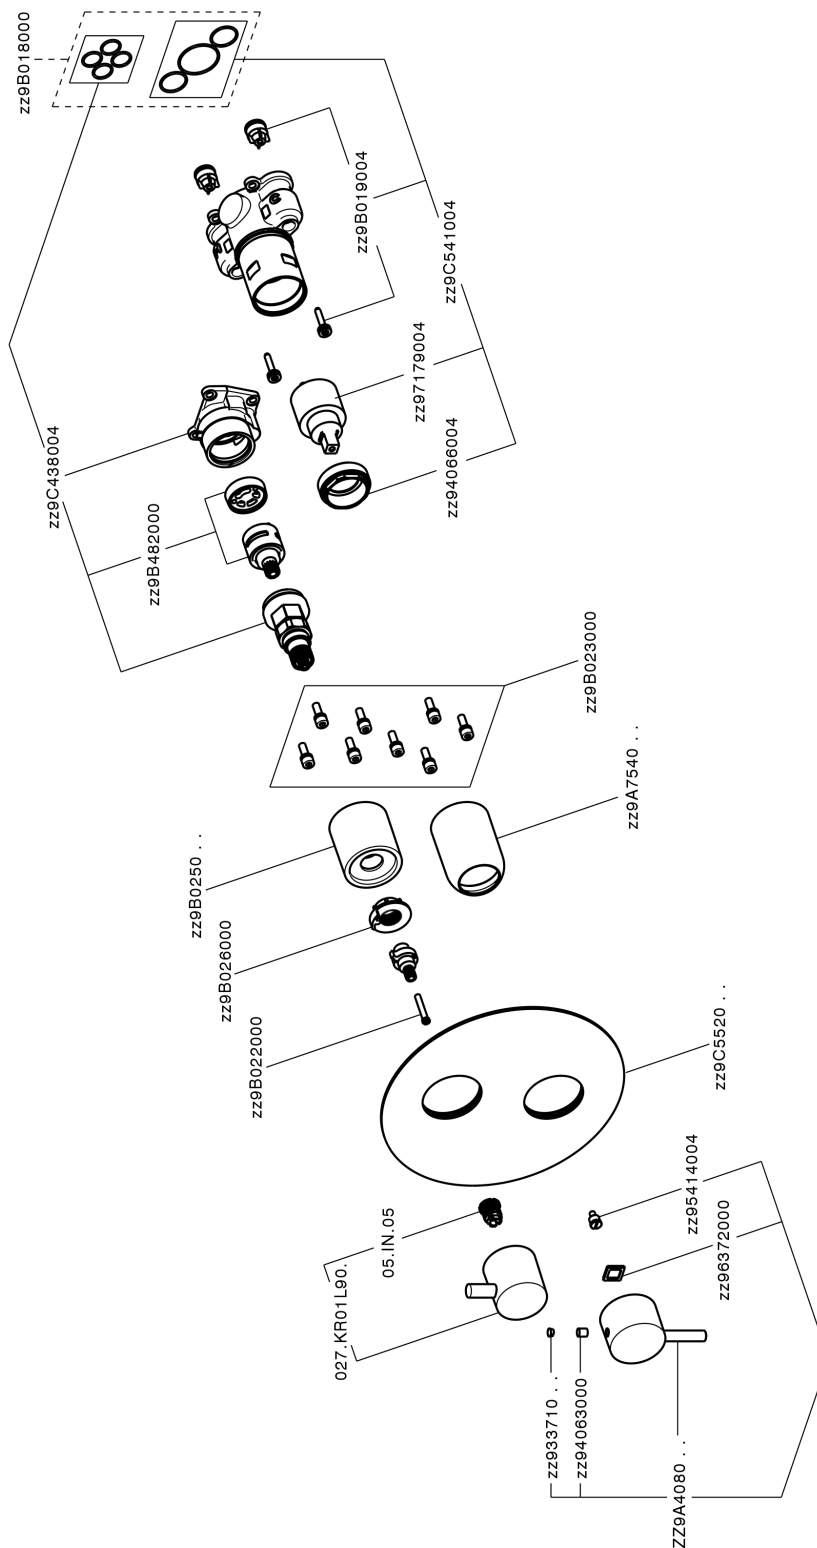 zz9B018000
zz9B019004
zz9C541004
zz97179004
zz94066004
zz9C438004
zz9B482000
zz9B023000
zz9A7540 . .
zz9B0250 . .
zz9B026000
zz9B022000
zz9C5520 . .
zz95414004
zz96372000
05.IN.05
027.KR01L90.
zz933710 . .
zz94063000
ZZ9A4080 . .